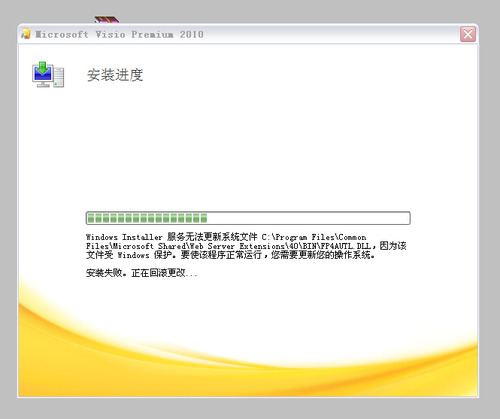 Microsoft Visio Premium 2010
安装进度
Windows Installer 服务无法更新系统文件 C:\Program Files\Common
Files\Microsoft Shared\Web Server Extensions\40\BIN\FP4AUTL.DLL，因为该
文件受 Windows 保护。要使该程序正常运行，您需要更新您的操作系统。
安装失败。正在回滚更改...